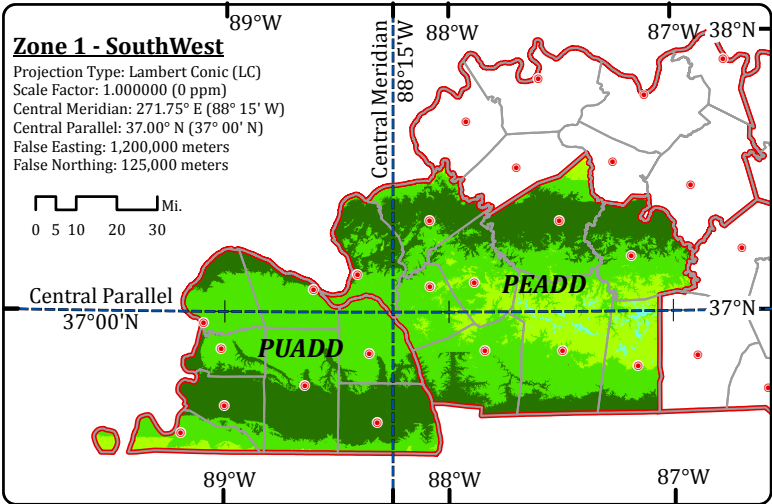 89°W
88°W
87°W
38°N
Zone 1 - SouthWest
Projection Type: Lambert Conic (LC)
Scale Factor: 1.000000 (0 ppm)
Central Meridian: 271.75° E (88° 15' W)
Central Parallel: 37.00° N (37° 00' N)
False Easting: 1,200,000 meters
False Northing: 125,000 meters
Central Meridian
88°15'W
Mi.
0 5 10 20 30
Central Parallel
37°00'N
PEADD
37°N
PUADD
89°W
88°W
87°W